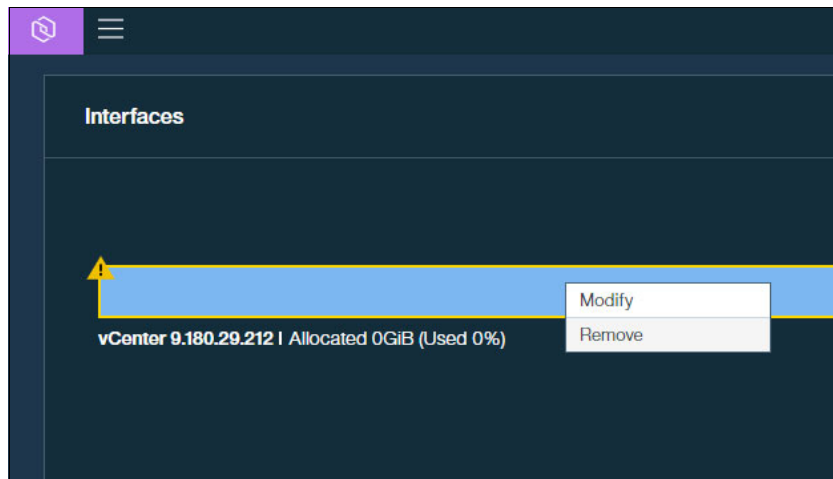 Interfaces
Modify
Remove
vCenter 9.180.29.212 | Allocated 0GiB (Used 0%)